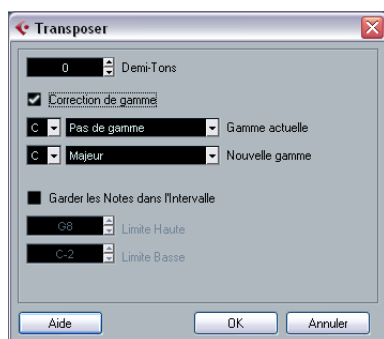 Transposer
0 Demi-Tons
Correction de gamme
C Pas de gamme Gamme actuelle
C Majeur Nouvelle gamme
Garder les Notes dans l'Intervalle
G8 Limite Haute
C-2 Limite Basse
Aide OK Annuler